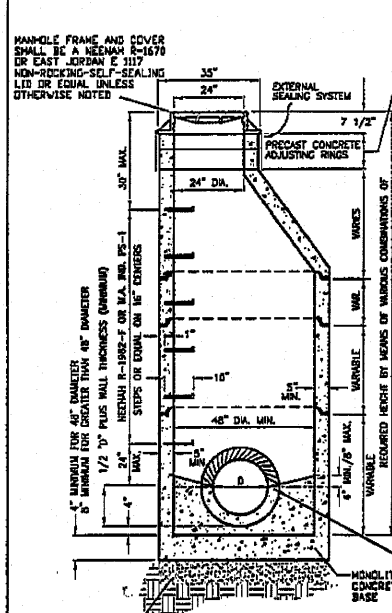 MANHOLE FRAME AND COVER
SHALL BE A NEENAH R-1670
OR EAST JORDAN E 1117
NON-ROCKING-SELF-SEALING
LID OR EQUAL UNLESS
OTHERWISE NOTED
35"
24"
EXTERNAL
SEALING SYSTEM
7 1/2"
PRECAST CONCRETE
ADJUSTING RINGS
24" DIA.
30" MAX.
VARIES
VAR.
VARIABLE
VARIABLE
REQUIRED HEIGHT BY MEANS OF VARIOUS COMBINATIONS OF
4" MINIMUM FOR 48" DIAMETER
8" MINIMUM FOR GREATER THAN 48" DIAMETER
1/2 "D" PLUS WALL THICKNESS (MINIMUM)
NEENAH R-1982-F OR M.A. IND. PS-1
STEPS OR EQUAL ON 16" CENTERS
1"
10"
5"
MIN.
48" DIA. MIN.
24"
MAX.
MIN.
4"
D
MIN./8" MAX.
MONOLIT
CONCRETE
BASE